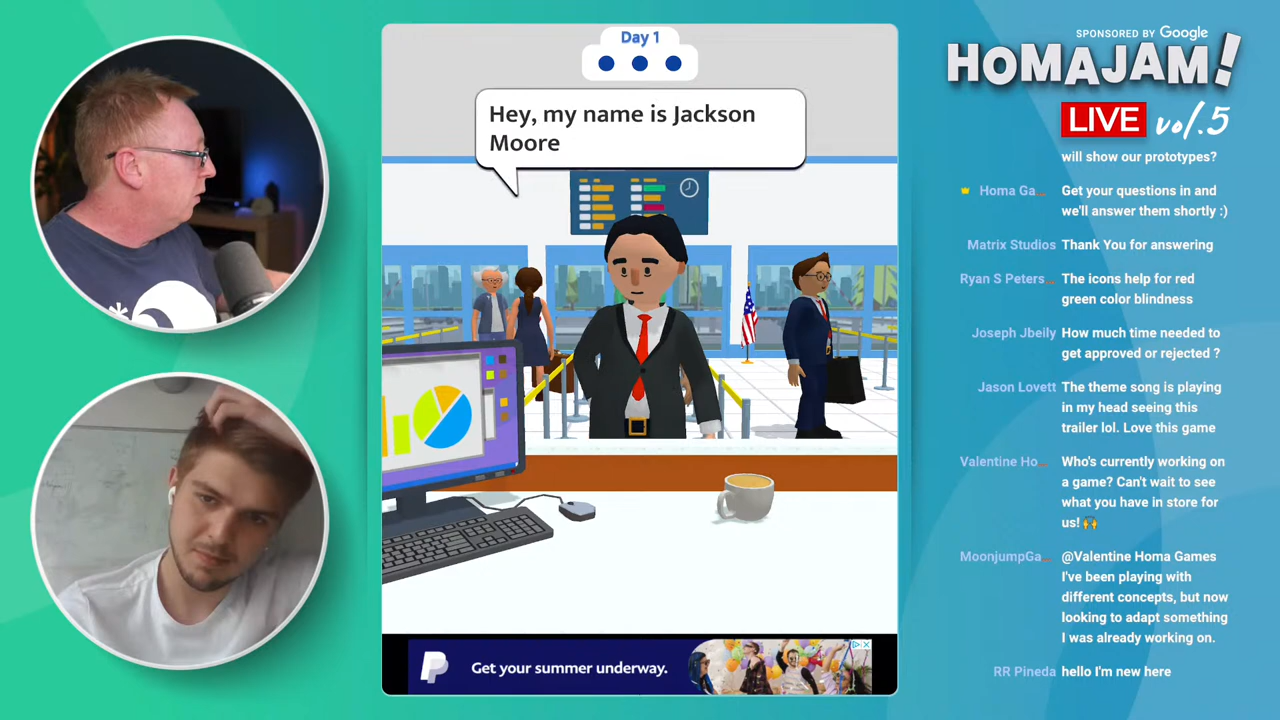 Day 1
Hey, my name is Jackson
Moore
Get your summer underway.
SPONSORED BY Google
HOMAJAM!
LIVE vol.5
will show our prototypes?
Homa Ga... Get your questions in and
we'll answer them shortly :)
Matrix Studios Thank You for answering
Ryan S Peters... The icons help for red
green color blindness
Joseph Jbeily How much time needed to
get approved or rejected ?
Jason Lovett The theme song is playing
in my head seeing this
trailer lol. Love this game
Valentine Ho... Who's currently working on
a game? Can't wait to see
what you have in store for
us! 🙌
MoonjumpGa... @Valentine Homa Games
I've been playing with
different concepts, but now
looking to adapt something
I was already working on.
RR Pineda hello I'm new here